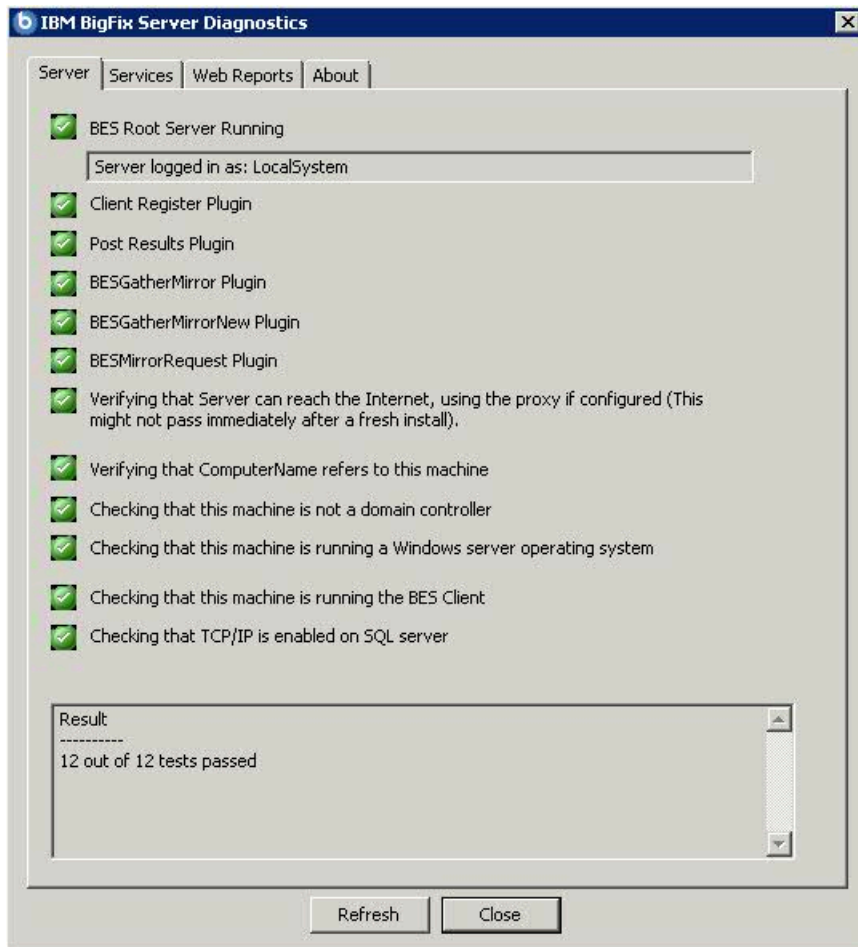 IBM BigFix Server Diagnostics
Server Services Web Reports About
BES Root Server Running
Server logged in as: LocalSystem
Client Register Plugin
Post Results Plugin
BESGatherMirror Plugin
BESGatherMirrorNew Plugin
BESMirrorRequest Plugin
Verifying that Server can reach the Internet, using the proxy if configured (This
might not pass immediately after a fresh install).
Verifying that ComputerName refers to this machine
Checking that this machine is not a domain controller
Checking that this machine is running a Windows server operating system
Checking that this machine is running the BES Client
Checking that TCP/IP is enabled on SQL server
Result
----------
12 out of 12 tests passed
Refresh Close